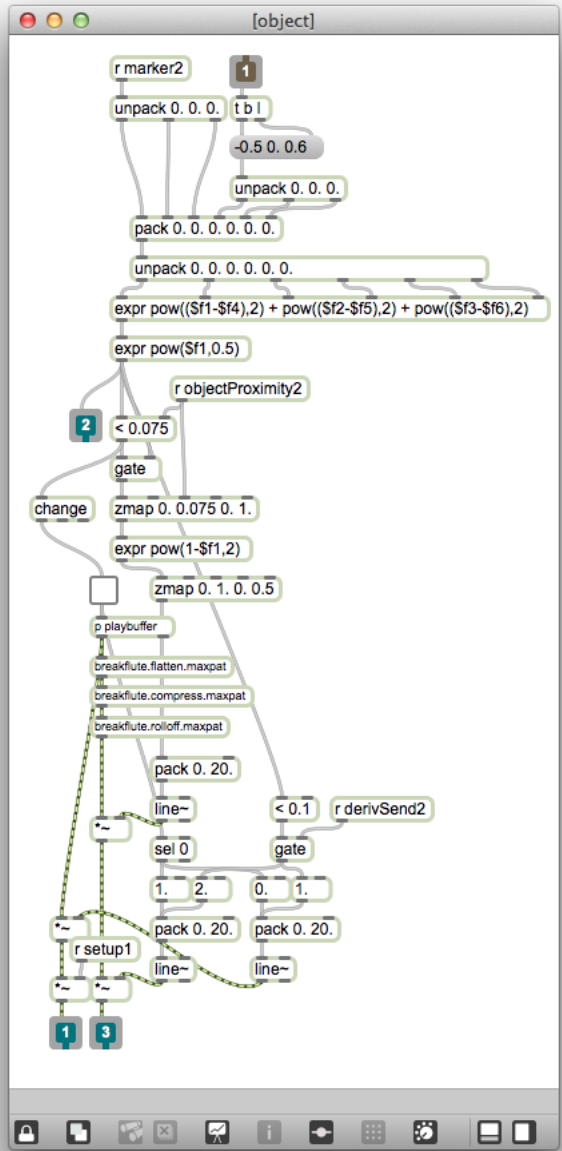 [object]
r marker2
1
unpack 0. 0. 0.
t b l
-0.5 0. 0.6
unpack 0. 0. 0.
pack 0. 0. 0. 0. 0. 0.
unpack 0. 0. 0. 0. 0. 0.
expr pow(($f1-$f4),2) + pow(($f2-$f5),2) + pow(($f3-$f6),2)
expr pow($f1,0.5)
r objectProximity2
2
< 0.075
gate
change
zmap 0. 0.075 0. 1.
expr pow(1-$f1,2)
zmap 0. 1. 0. 0.5
p playbuffer
breakflute.flatten.maxpat
breakflute.compress.maxpat
breakflute.rolloff.maxpat
pack 0. 20.
line~
< 0.1
r derivSend2
*~
sel 0
gate
1.
2.
0.
1.
*~
pack 0. 20.
pack 0. 20.
r setup1
line~
line~
*~
*~
1
3